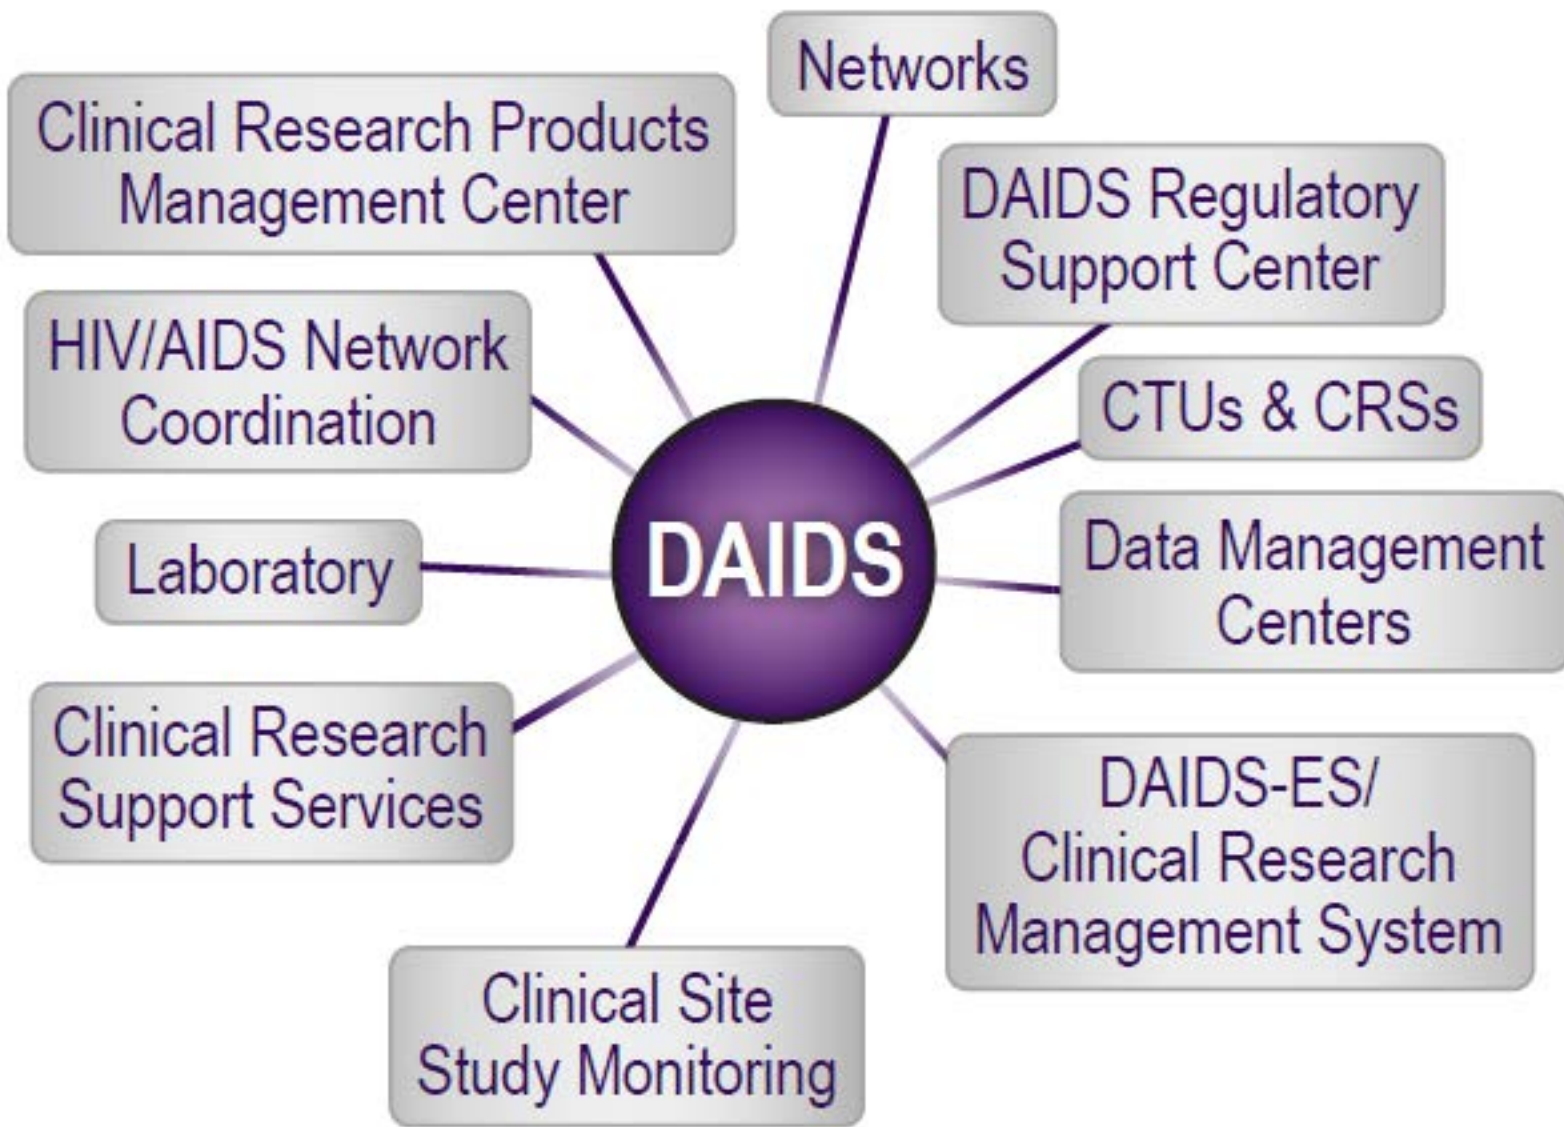 Networks
Clinical Research Products
Management Center
DAIDS Regulatory
Support Center
HIV/AIDS Network
Coordination
CTUs & CRSs
DAIDS
Laboratory
Data Management
Centers
Clinical Research
Support Services
DAIDS-ES/
Clinical Research
Management System
Clinical Site
Study Monitoring